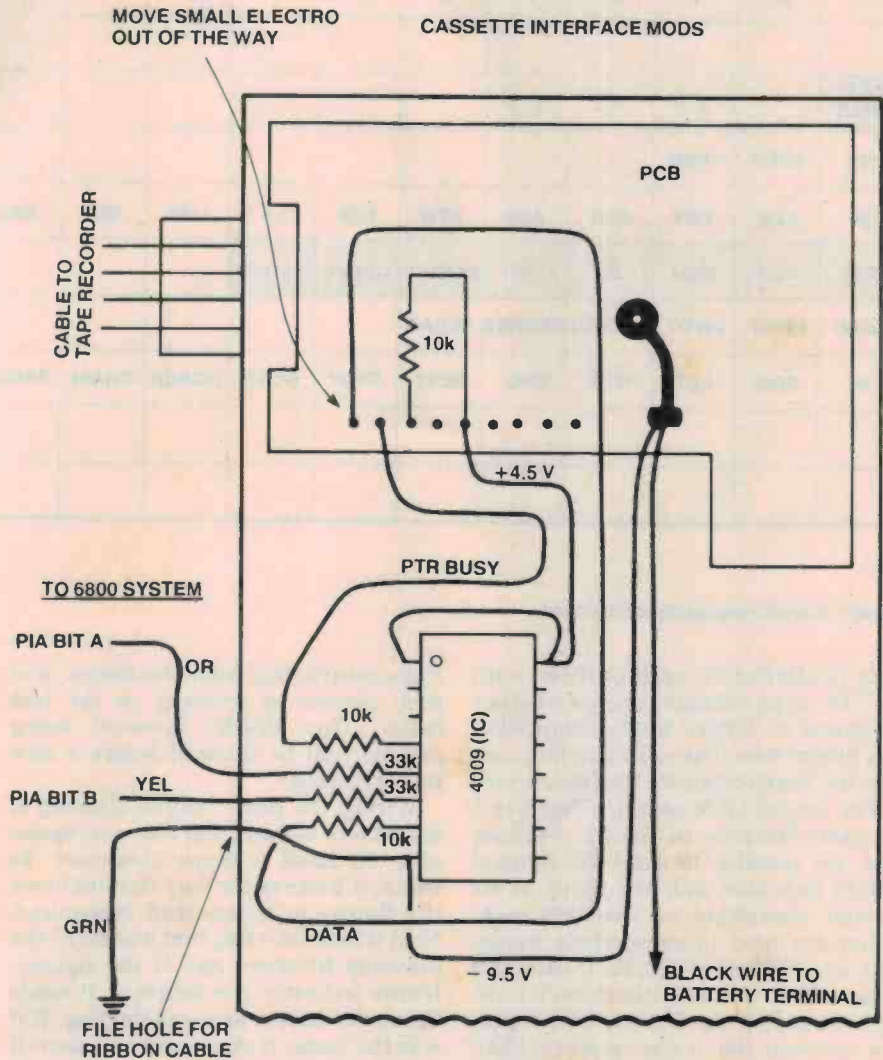 MOVE SMALL ELECTRO
OUT OF THE WAY
CASSETTE INTERFACE MODS
PCB
CABLE TO
TAPE RECORDER
10k
+4.5 V
PTR BUSY
TO 6800 SYSTEM
PIA BIT A
OR
10k
33k
PIA BIT B
YEL
33k
10k
4009 (IC)
GRN
DATA
– 9.5 V
BLACK WIRE TO
BATTERY TERMINAL
FILE HOLE FOR
RIBBON CABLE